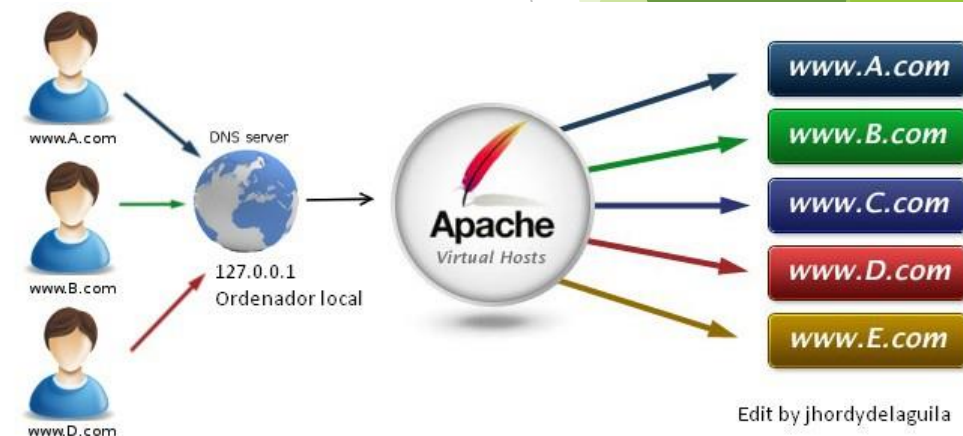 www.A.com
www.B.com
www.D.com
DNS server
127.0.0.1
Ordenador local
Apache
Virtual Hosts
www.A.com
www.B.com
www.C.com
www.D.com
www.E.com
Edit by jhordydelaguila